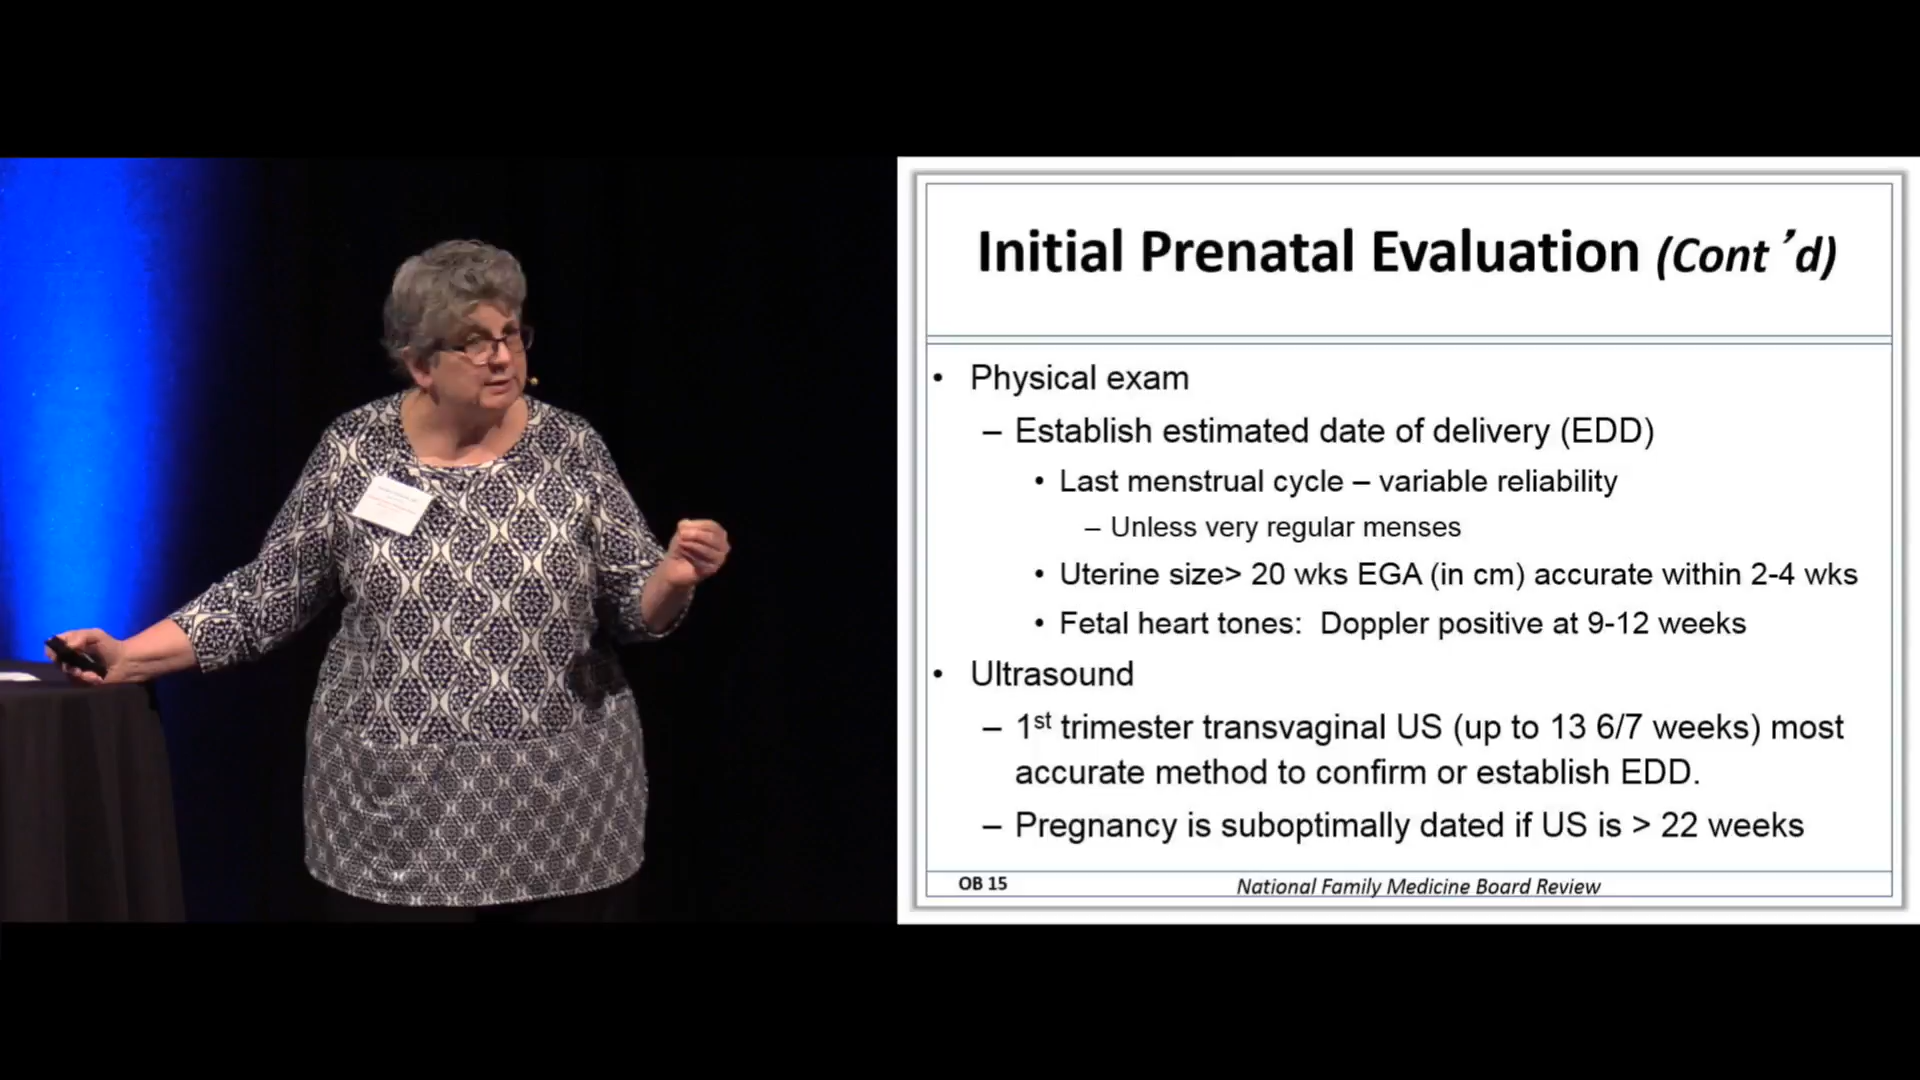 Initial Prenatal Evaluation (Cont’d)
• Physical exam
– Establish estimated date of delivery (EDD)
• Last menstrual cycle – variable reliability
– Unless very regular menses
• Uterine size> 20 wks EGA (in cm) accurate within 2-4 wks
• Fetal heart tones: Doppler positive at 9-12 weeks
• Ultrasound
– 1st trimester transvaginal US (up to 13 6/7 weeks) most
accurate method to confirm or establish EDD.
– Pregnancy is suboptimally dated if US is > 22 weeks
OB 15
National Family Medicine Board Review